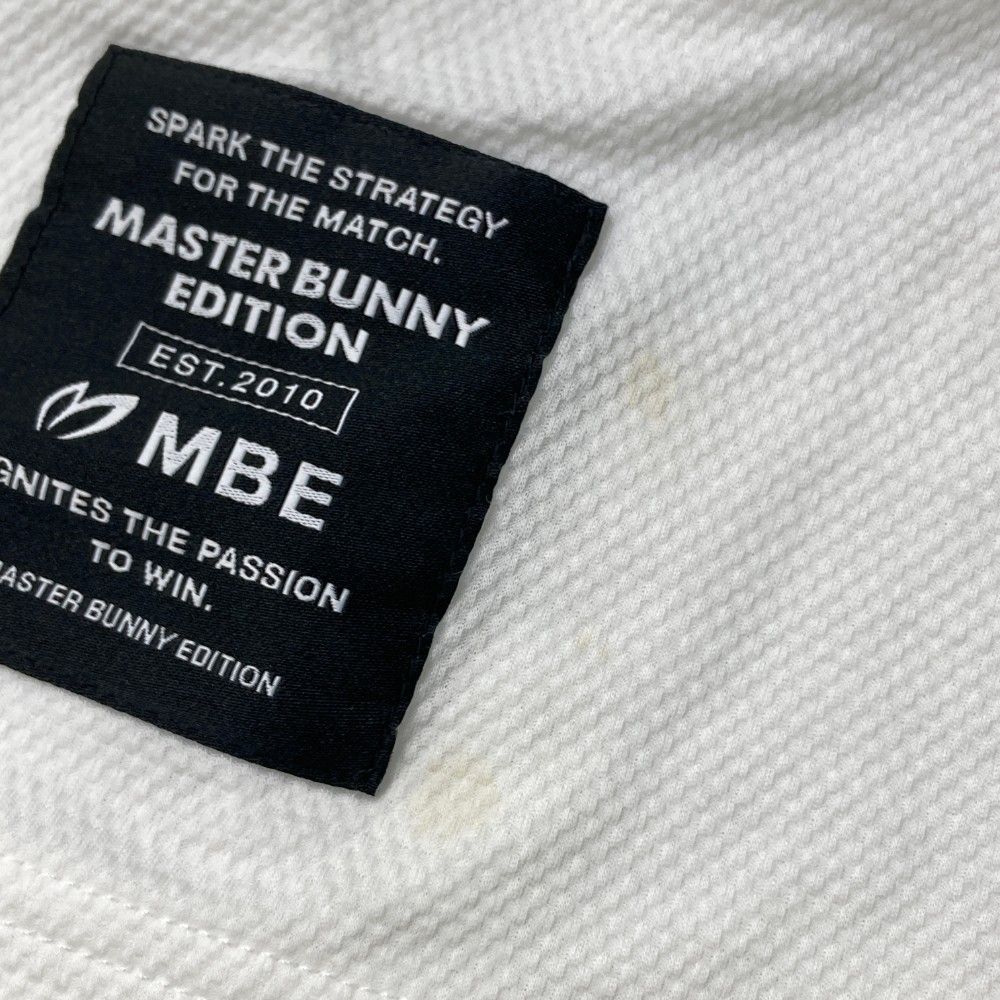 SPARK THE STRATEGY
FOR THE MATCH.
MASTER BUNNY
EDITION
EST.2010
MBE
GNITES THE PASSION
TO WIN.
MASTER BUNNY EDITION